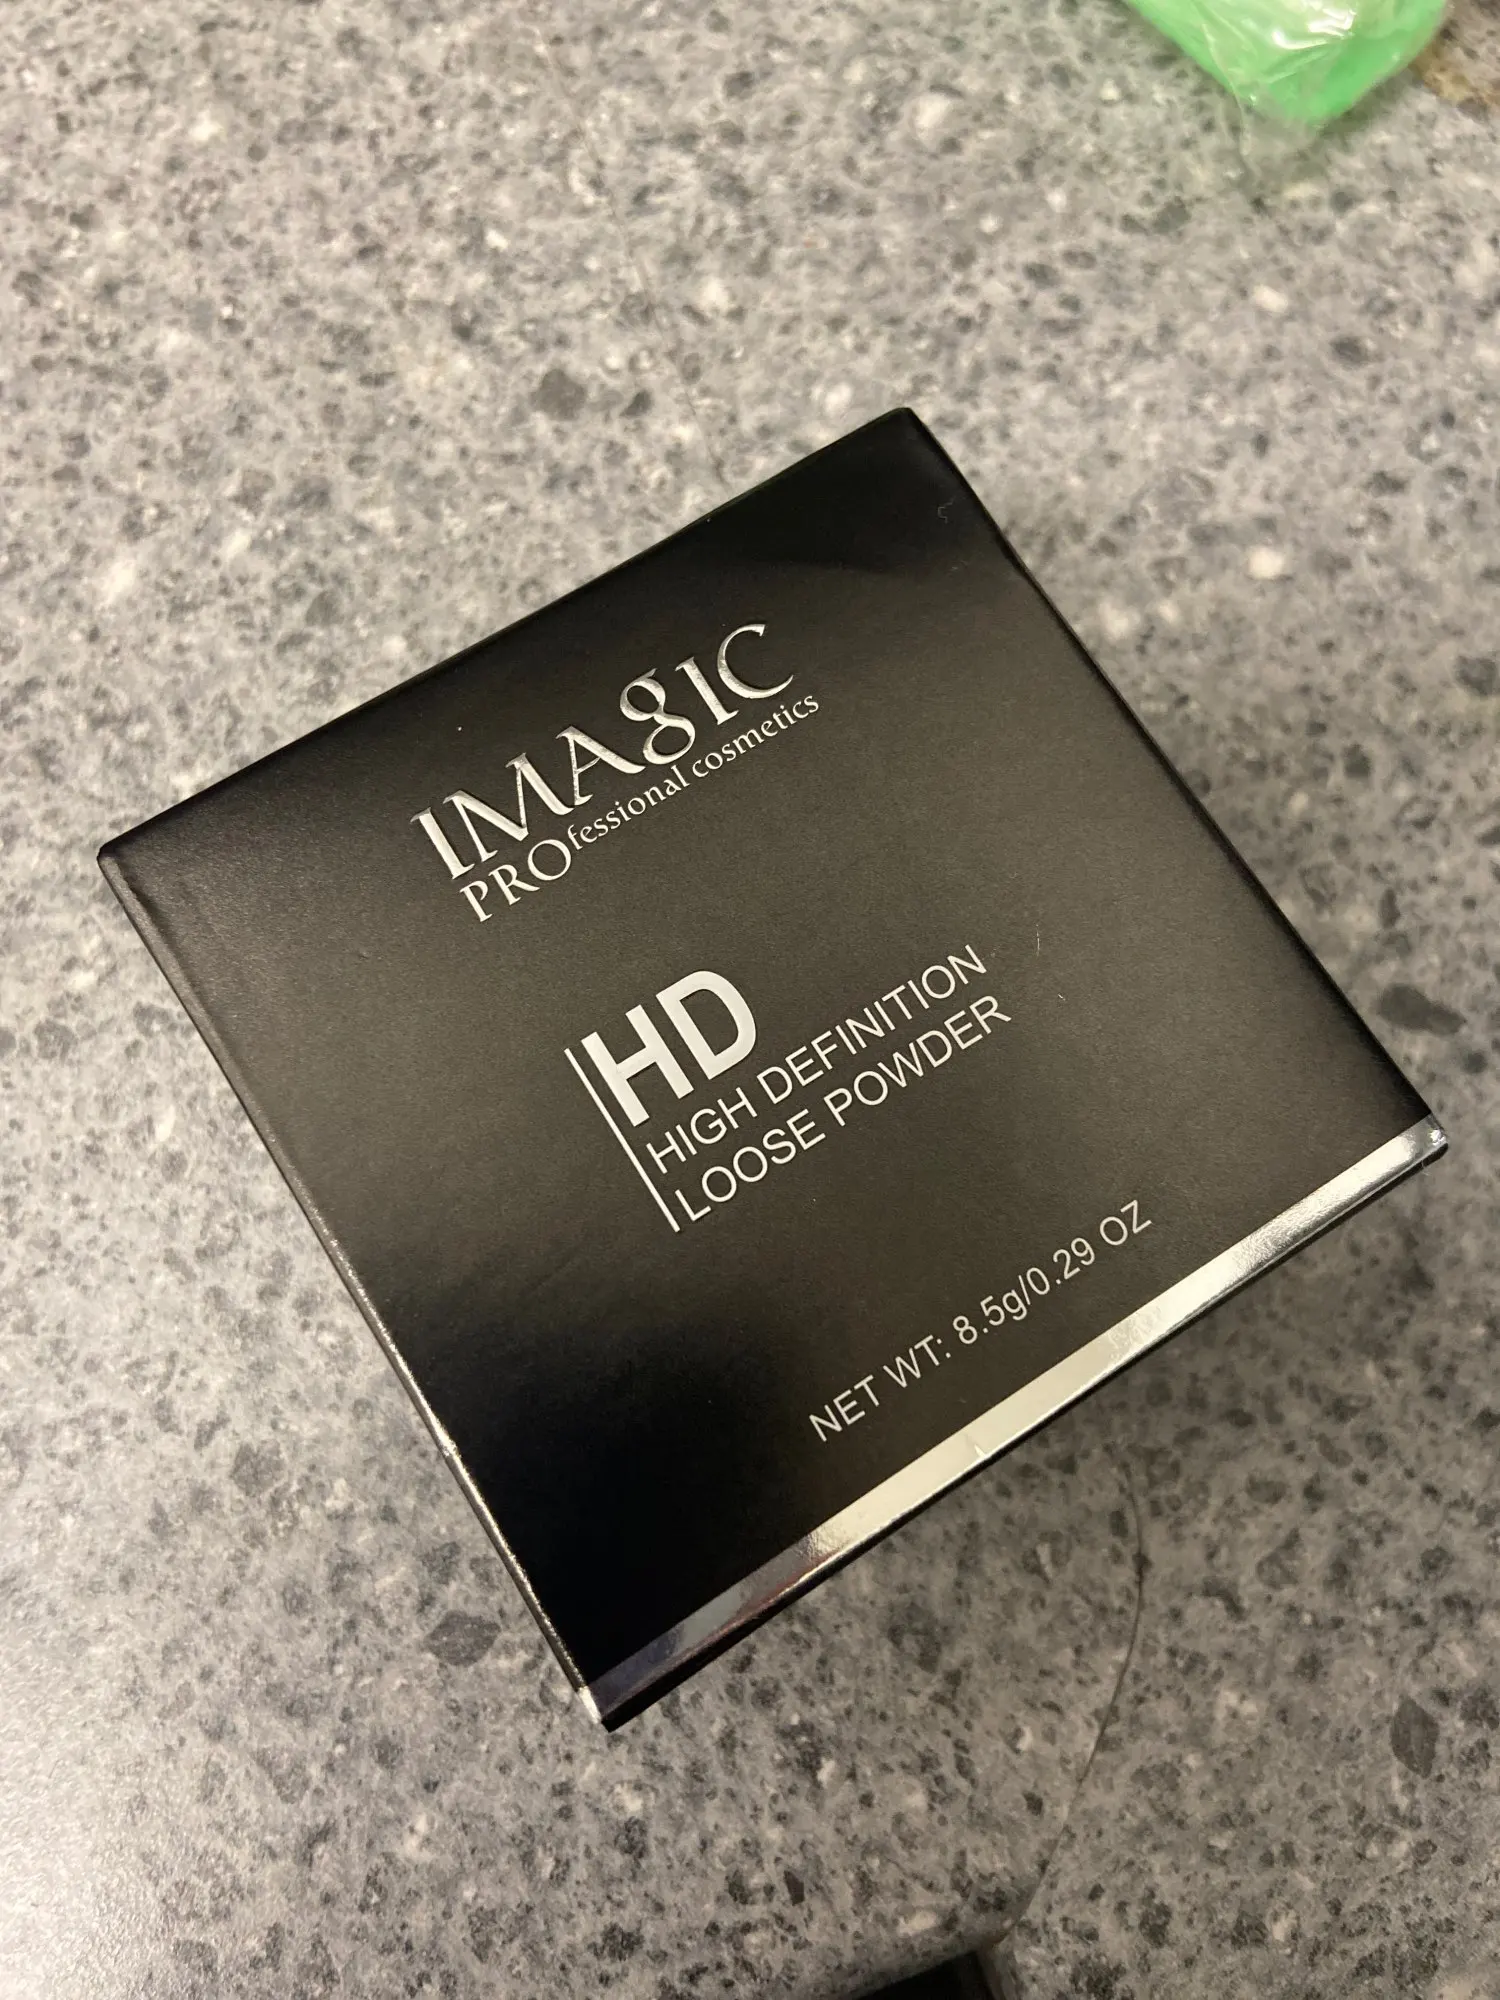 IMAgIC
PROfessional cosmetics
HD
HIGH DEFINITION
LOOSE POWDER
NET WT: 8.5g/0.29 OZ